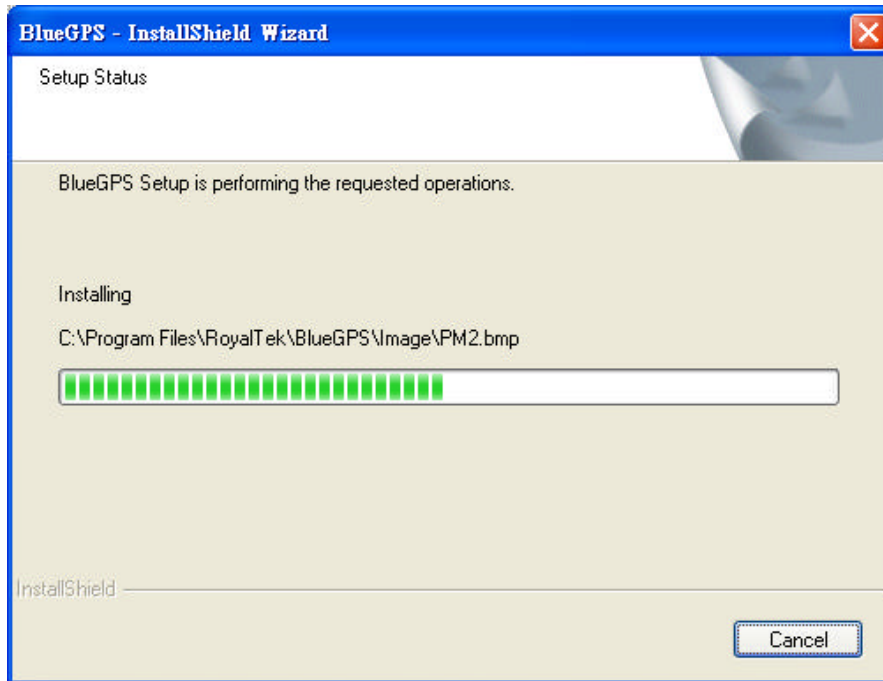 BlueGPS - InstallShield Wizard
Setup Status
BlueGPS Setup is performing the requested operations.
Installing
C:\Program Files\RoyalTek\BlueGPS\Image\PM2.bmp
InstallShield
Cancel